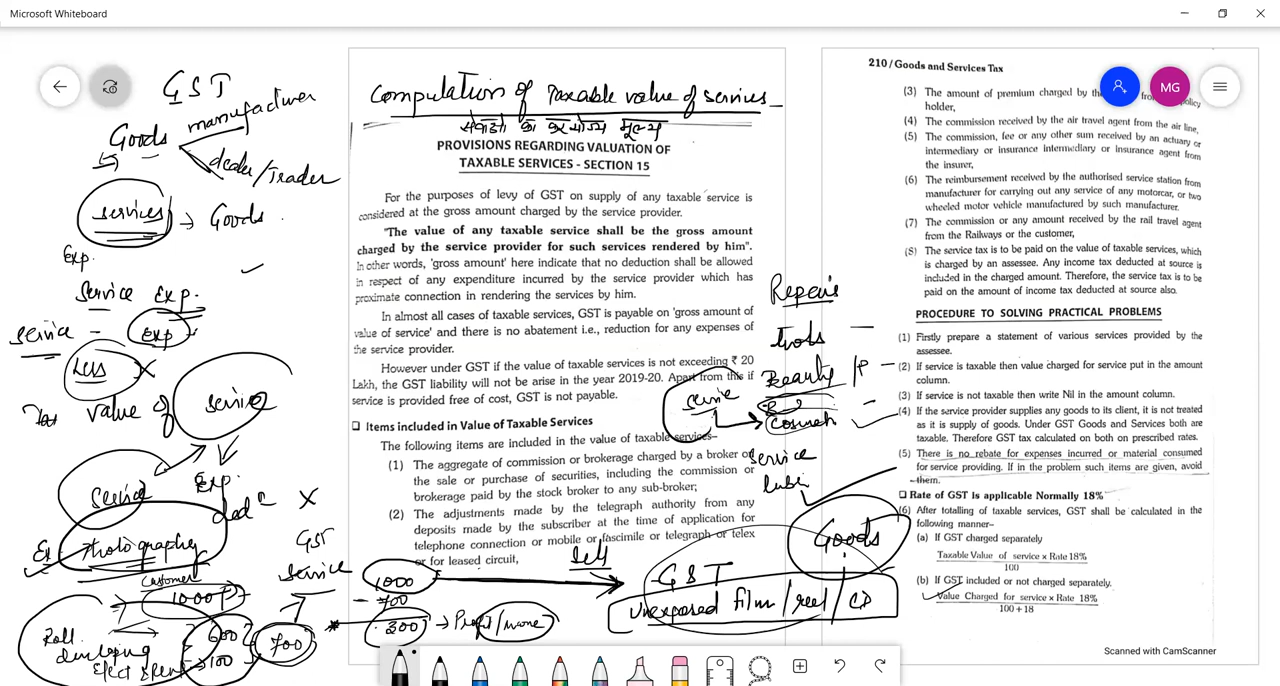 Microsoft Whiteboard
GST
Goods
manufacturer
dealer/Trader
services → Goods
Exp.
Service Exp.
Service - Exp
Less X
value of service
Service
Exp.
dedn X
Ex Photography
Customer
1000 P
Roll
developing
600
100
700
GST
Service
Computation of Taxable value of services
सेवाओं का कर योग्य मूल्य
PROVISIONS REGARDING VALUATION OF
TAXABLE SERVICES - SECTION 15
For the purposes of levy of GST on supply of any taxable service is
considered at the gross amount charged by the service provider.
"The value of any taxable service shall be the gross amount
charged by the service provider for such services rendered by him".
In other words, 'gross amount' here indicate that no deduction shall be allowed
in respect of any expenditure incurred by the service provider which has
proximate connection in rendering the services by him.
In almost all cases of taxable services, GST is payable on 'gross amount of
value of service' and there is no abatement i.e., reduction for any expenses of
the service provider.
However under GST if the value of taxable services is not exceeding ₹ 20
Lakh, the GST liability will not be arise in the year 2019-20. Apart from this if
service is provided free of cost, GST is not payable.
❑ Items included in Value of Taxable Services
The following items are included in the value of taxable services–
(1) The aggregate of commission or brokerage charged by a broker on
the sale or purchase of securities, including the commission or
brokerage paid by the stock broker to any sub-broker;
(2) The adjustments made by the telegraph authority from any
deposits made by the subscriber at the time of application for
telephone connection or mobile or fascimile or telegraph or telex
or for leased circuit,
1000
- 700
300 → Profit/
Repairs
tools
Beauty/P
Service
Cosmet
Service
Goods
Self
GST
unexposed film/reel/CD
210/Goods and Services Tax
MG
(3) The amount of premium charged by the from policy
holder,
(4) The commission received by the air travel agent from the air line,
(5) The commission, fee or any other sum received by an actuary or
intermediary or insurance intermediary or insurance agent from
the insurer,
(6) The reimbursement received by the authorised service station from
manufacturer for carrying out any service of any motorcar, or two
wheeled motor vehicle manufactured by such manufacturer.
(7) The commission or any amount received by the rail travel agent
from the Railways or the customer,
(8) The service tax is to be paid on the value of taxable services, which
is charged by an assessee. Any income tax deducted at source is
included in the charged amount. Therefore, the service tax is to be
paid on the amount of income tax deducted at source also.
PROCEDURE TO SOLVING PRACTICAL PROBLEMS
(1) Firstly prepare a statement of various services provided by the
assessee.
(2) If service is taxable then value charged for service put in the amount
column.
(3) If service is not taxable then write Nil in the amount column.
(4) If the service provider supplies any goods to its client, it is not treated
as it is supply of goods. Under GST Goods and Services both are
taxable. Therefore GST tax calculated on both on prescribed rates.
(5) There is no rebate for expenses incurred or material consumed
for service providing. If in the problem such items are given, avoid
them.
❑ Rate of GST is applicable Normally 18%
(6) After totalling of taxable services, GST shall be calculated in the
following manner–
(a) If GST charged separately
Taxable Value of service x Rate 18%
100
(b) If GST included or not charged separately.
Value Charged for service x Rate 18%
100 + 18
Scanned with CamScanner